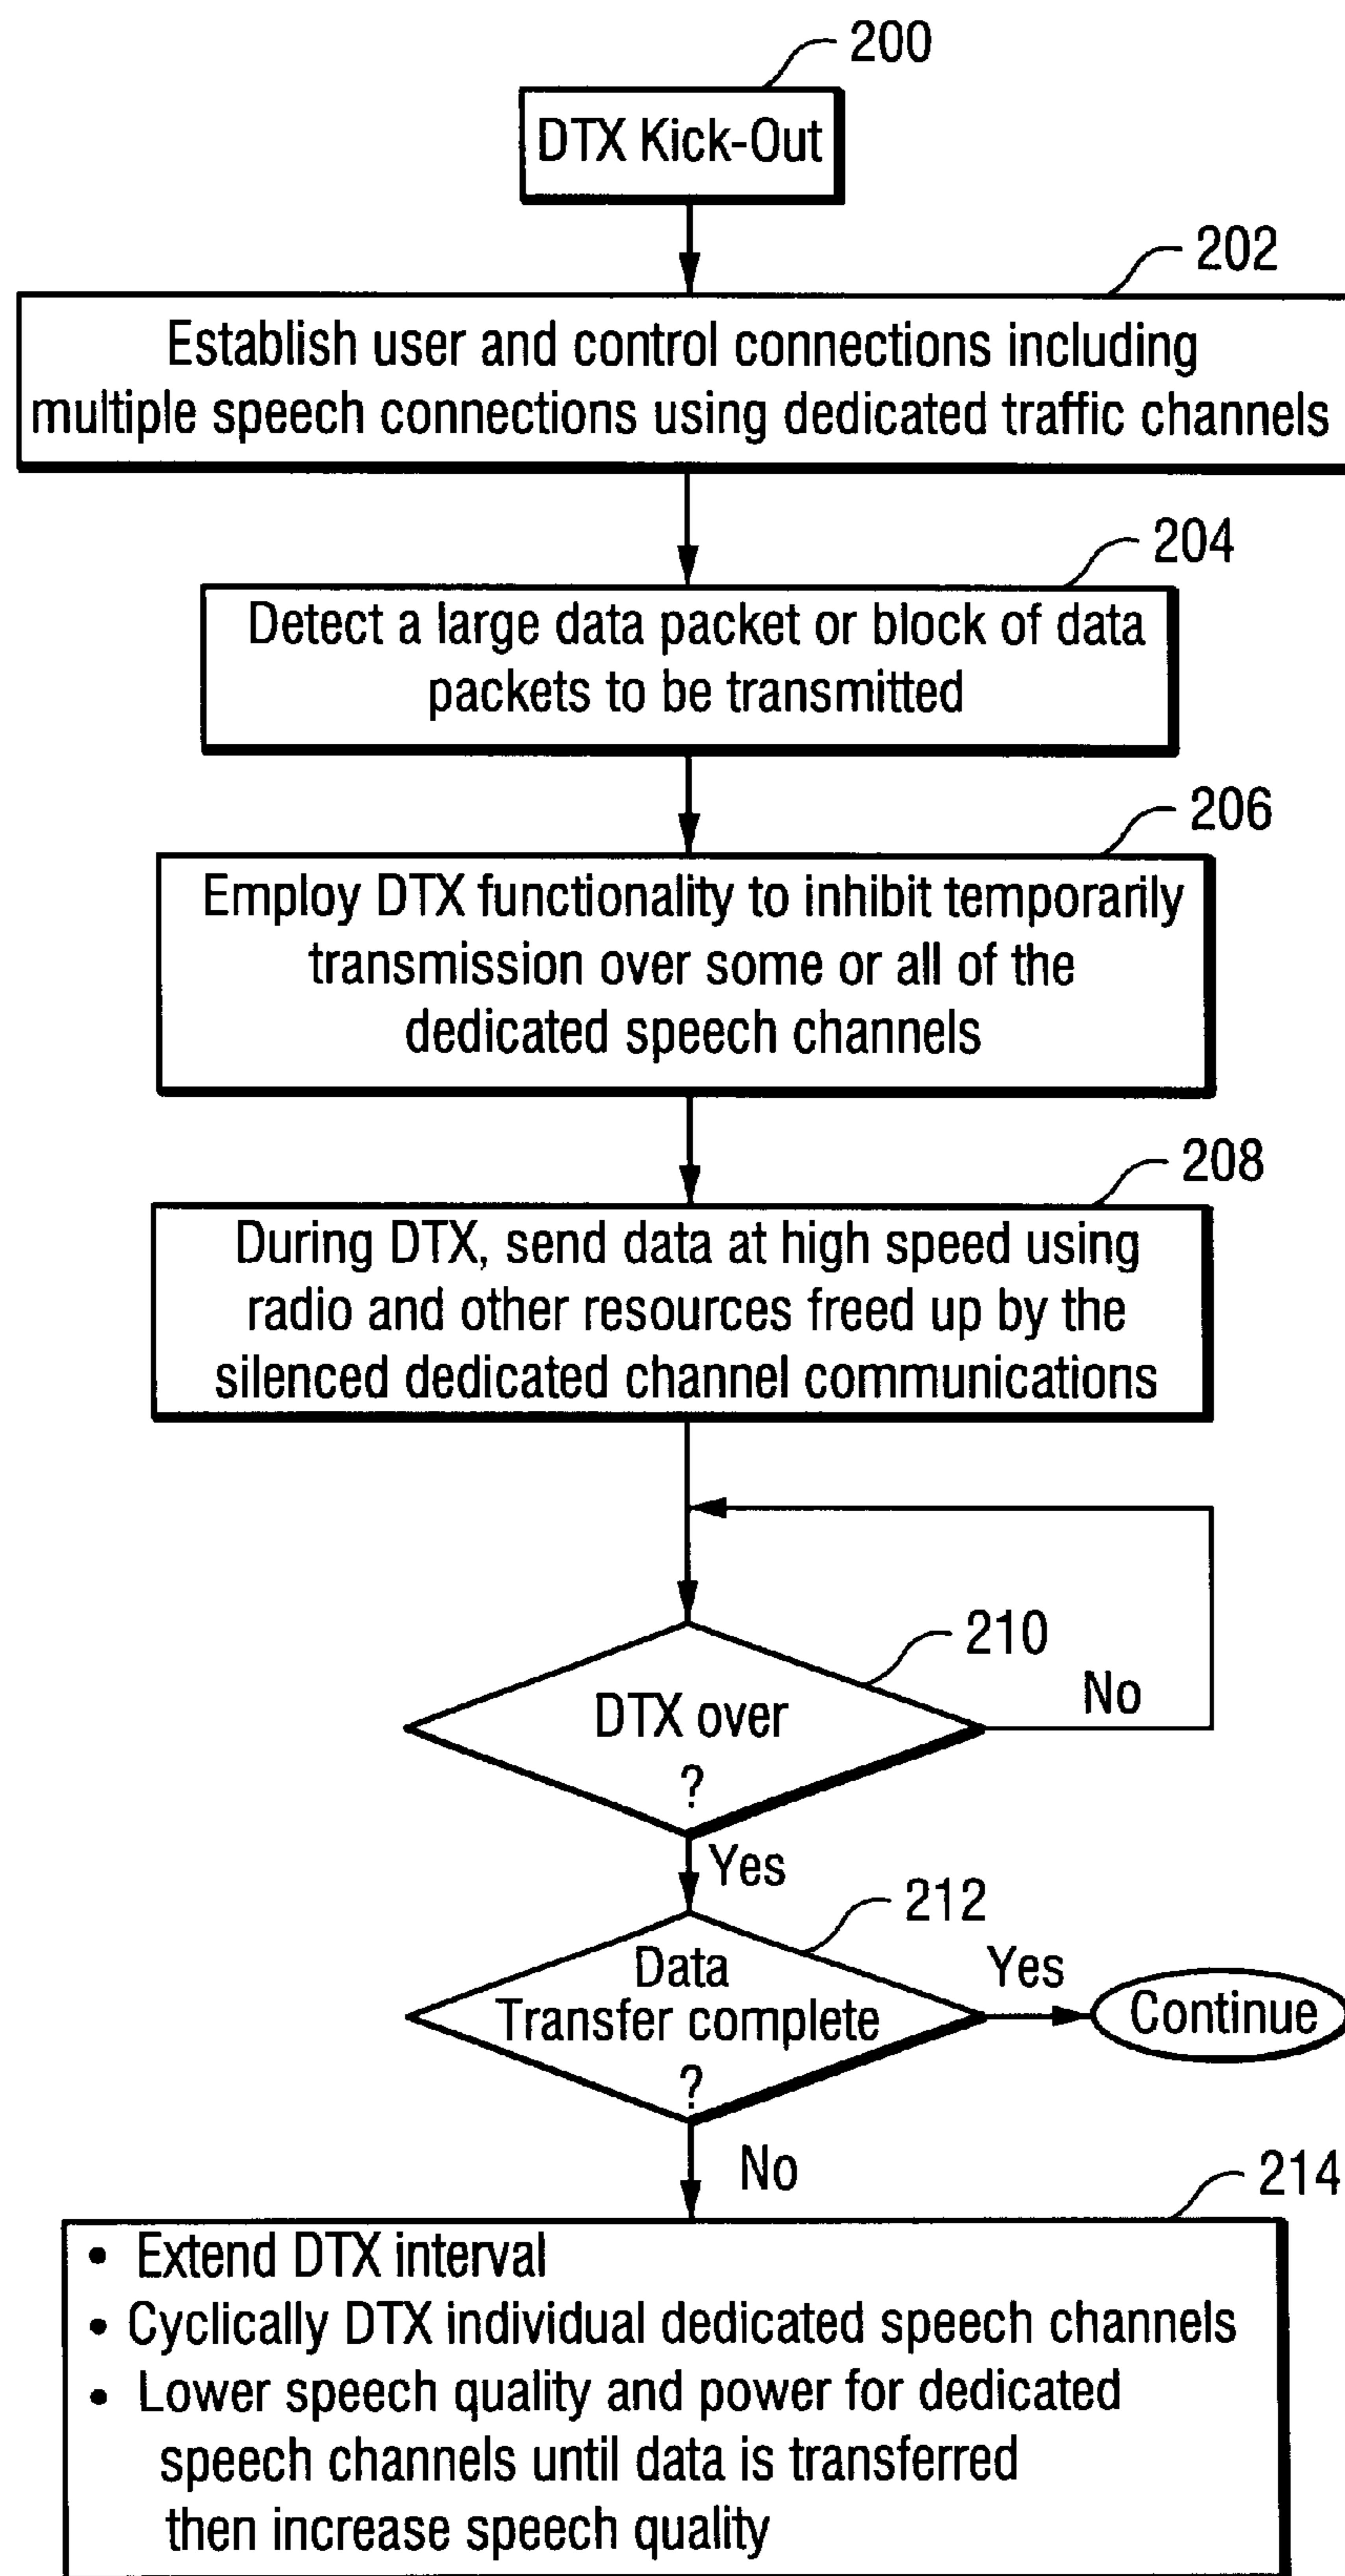 200
DTX Kick-Out
202
Establish user and control connections including
multiple speech connections using dedicated traffic channels
204
Detect a large data packet or block of data
packets to be transmitted
206
Employ DTX functionality to inhibit temporarily
transmission over some or all of the
dedicated speech channels
208
During DTX, send data at high speed using
radio and other resources freed up by the
silenced dedicated channel communications
210
DTX over
?
No
Yes
212
Data
Transfer complete
?
Yes
Continue
No
214
• Extend DTX interval
• Cyclically DTX individual dedicated speech channels
• Lower speech quality and power for dedicated
speech channels until data is transferred
then increase speech quality